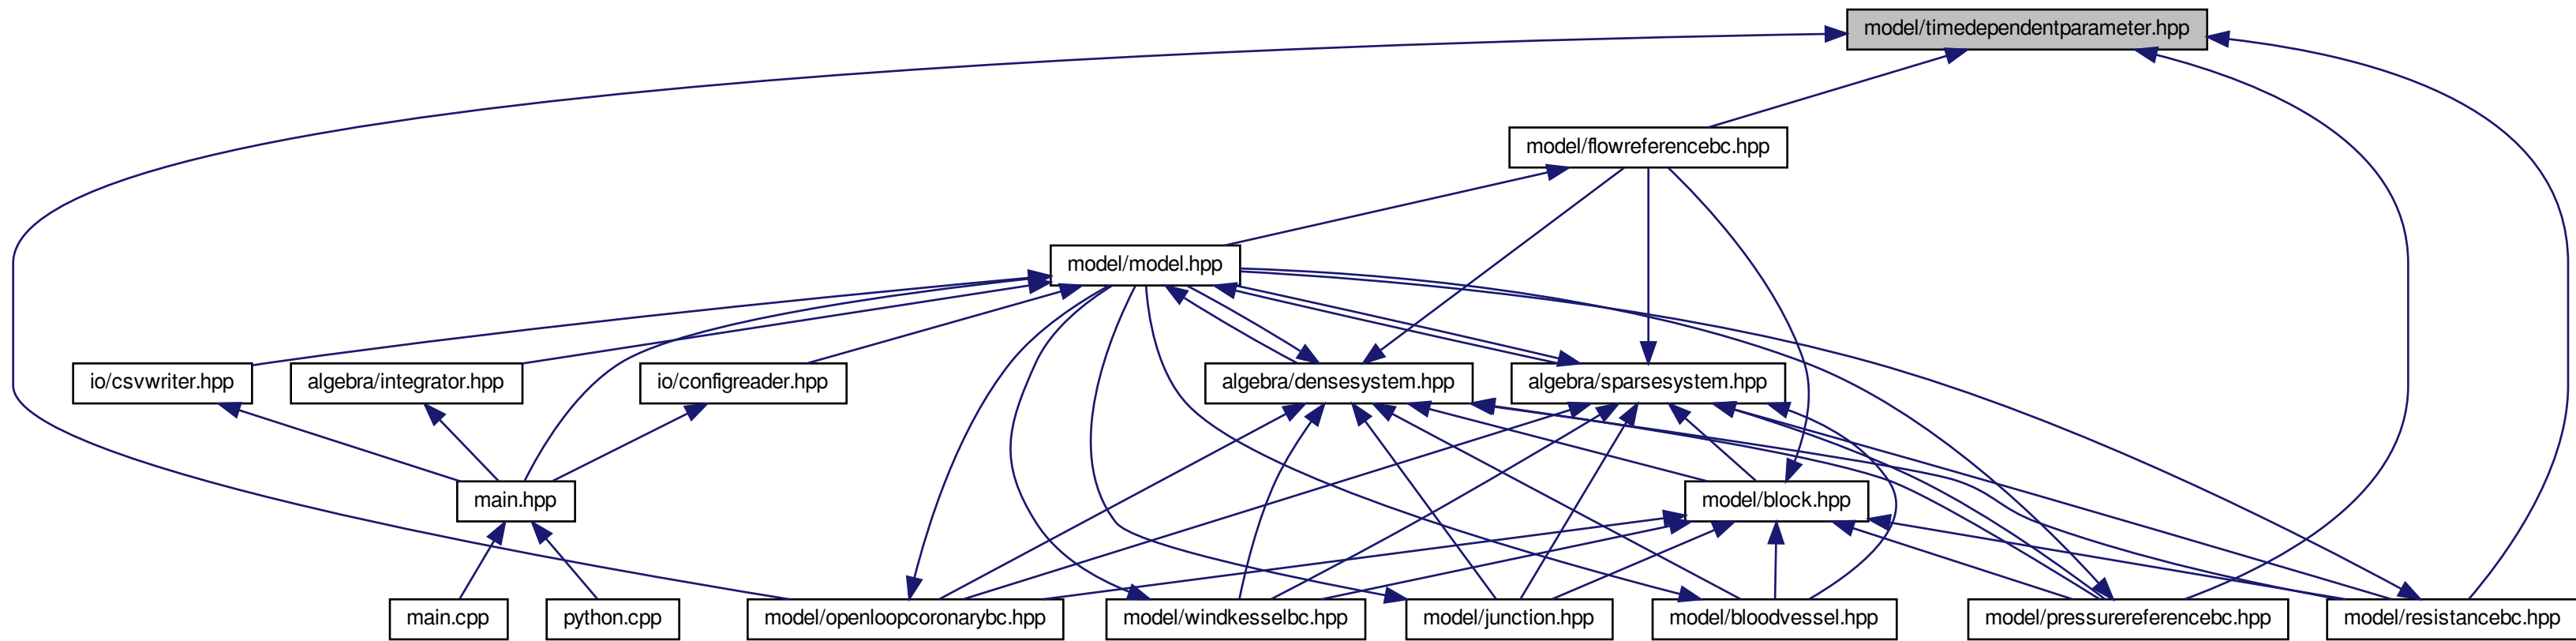 model/timedependentparameter.hpp
model/flowreferencebc.hpp
model/model.hpp
io/csvwriter.hpp
algebra/integrator.hpp
io/configreader.hpp
algebra/densesystem.hpp
algebra/sparsesystem.hpp
main.hpp
model/block.hpp
main.cpp
python.cpp
model/openloopcoronarybc.hpp
model/windkesselbc.hpp
model/junction.hpp
model/bloodvessel.hpp
model/pressurereferencebc.hpp
model/resistancebc.hpp